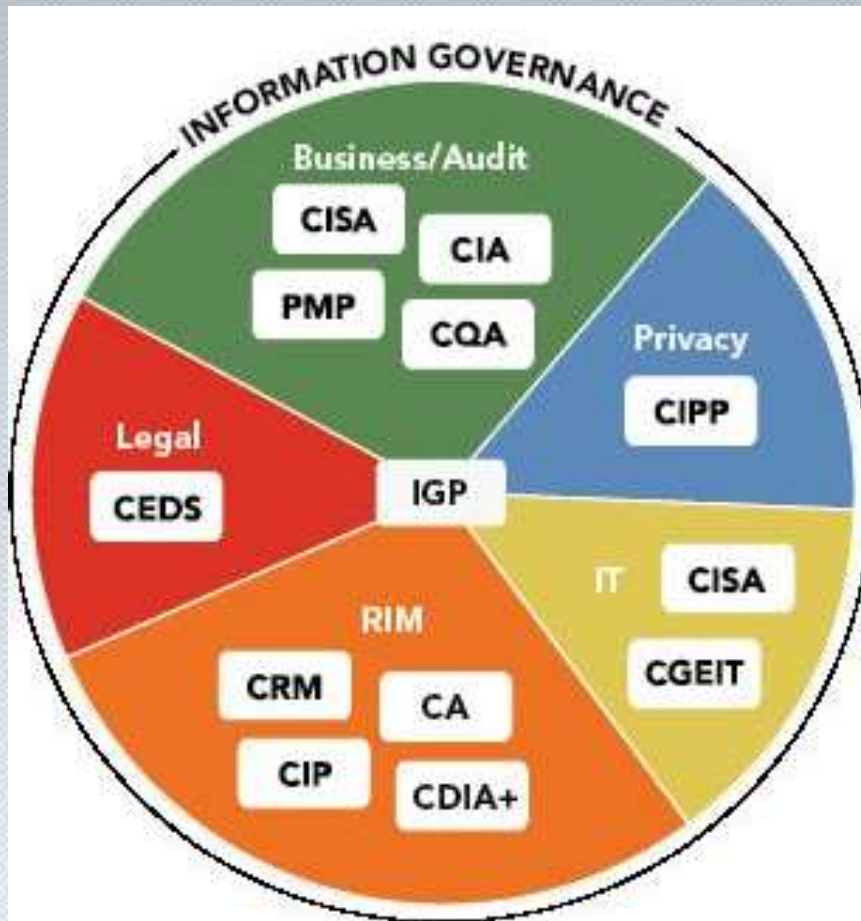 INFORMATION GOVERNANCE
Business/Audit
CISA
CIA
PMP
CQA
Privacy
CIPP
Legal
CEDS
IGP
IT
CISA
CGEIT
RIM
CRM
CA
CIP
CDIA+